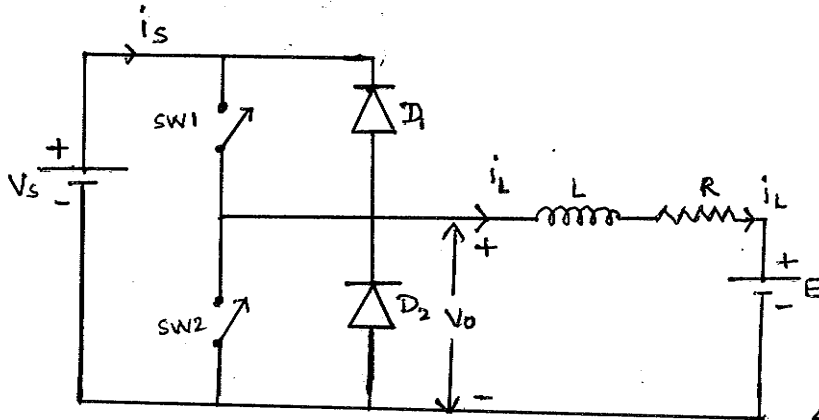 iS
SW1
D1
+
VS
-
iL
L
R
iL
+
+
E
-
SW2
D2
Vo
-